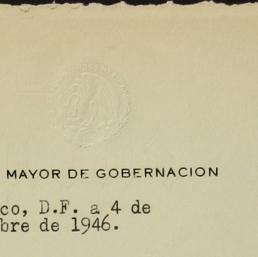 MAYOR DE GOBERNACION
co, D.F. a 4 de
bre de 1946.